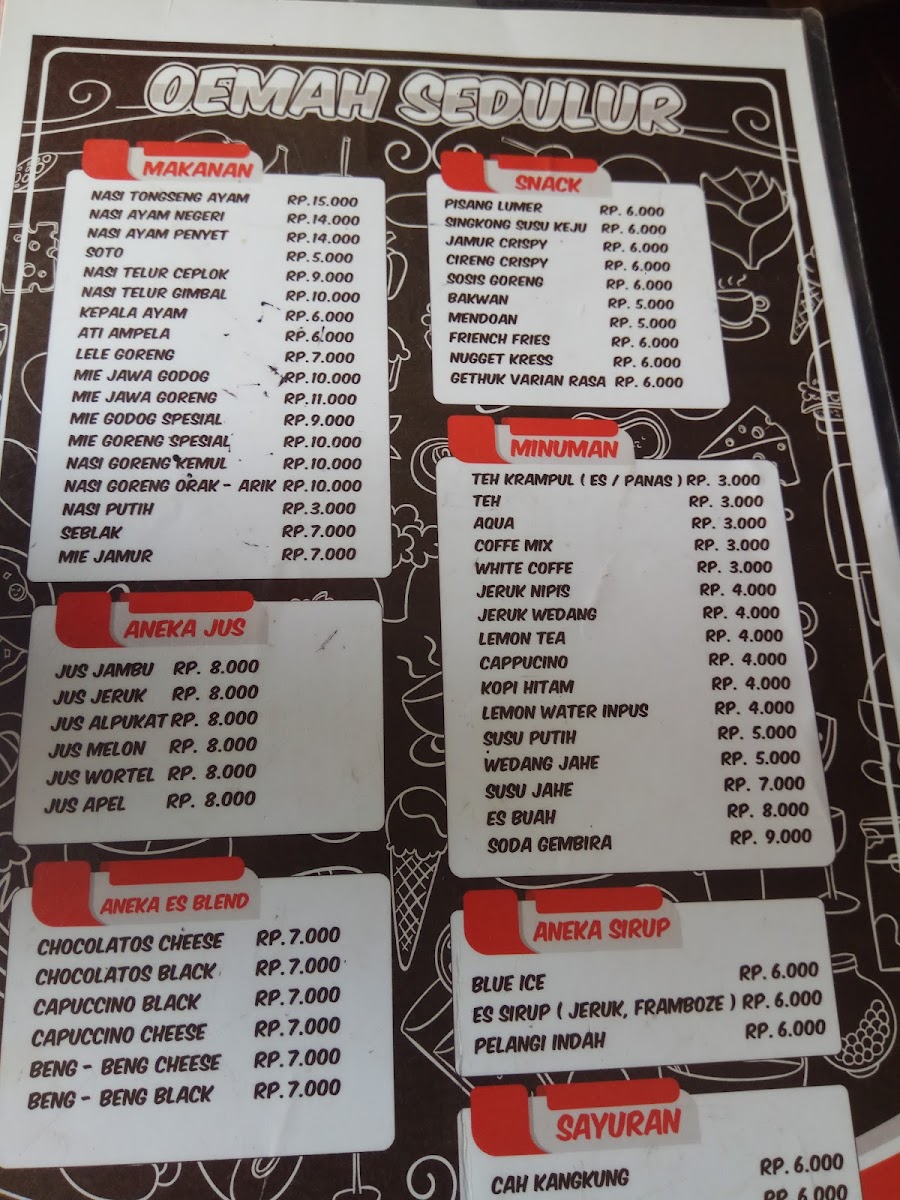 OEMAH SEDULUR
MAKANAN
NASI TONGSENG AYAM RP.15.000
NASI AYAM NEGERI RP.14.000
NASI AYAM PENYET RP.14.000
SOTO RP.5.000
NASI TELUR CEPLOK RP.9.000
NASI TELUR GIMBAL RP.10.000
KEPALA AYAM RP.6.000
ATI AMPELA RP.6.000
LELE GORENG RP.7.000
MIE JAWA GODOG RP.10.000
MIE JAWA GORENG RP.11.000
MIE GODOG SPESIAL RP.9.000
MIE GORENG SPESIAL RP.10.000
NASI GORENG KEMUL RP.10.000
NASI GORENG ORAK - ARIK RP.10.000
NASI PUTIH RP.3.000
SEBLAK RP.7.000
MIE JAMUR RP.7.000
ANEKA JUS
JUS JAMBU RP. 8.000
JUS JERUK RP. 8.000
JUS ALPUKAT RP. 8.000
JUS MELON RP. 8.000
JUS WORTEL RP. 8.000
JUS APEL RP. 8.000
ANEKA ES BLEND
CHOCOLATOS CHEESE RP.7.000
CHOCOLATOS BLACK RP.7.000
CAPUCCINO BLACK RP.7.000
CAPUCCINO CHEESE RP.7.000
BENG - BENG CHEESE RP.7.000
BENG - BENG BLACK RP.7.000
SNACK
PISANG LUMER RP. 6.000
SINGKONG SUSU KEJU RP. 6.000
JAMUR CRISPY RP. 6.000
CIRENG CRISPY RP. 6.000
SOSIS GORENG RP. 6.000
BAKWAN RP. 5.000
MENDOAN RP. 5.000
FRIENCH FRIES RP. 6.000
NUGGET KRESS RP. 6.000
GETHUK VARIAN RASA RP. 6.000
MINUMAN
TEH KRAMPUL ( ES / PANAS ) RP. 3.000
TEH RP. 3.000
AQUA RP. 3.000
COFFE MIX RP. 3.000
WHITE COFFE RP. 3.000
JERUK NIPIS RP. 4.000
JERUK WEDANG RP. 4.000
LEMON TEA RP. 4.000
CAPPUCINO RP. 4.000
KOPI HITAM RP. 4.000
LEMON WATER INPUS RP. 4.000
SUSU PUTIH RP. 5.000
WEDANG JAHE RP. 5.000
SUSU JAHE RP. 7.000
ES BUAH RP. 8.000
SODA GEMBIRA RP. 9.000
ANEKA SIRUP
BLUE ICE RP. 6.000
ES SIRUP ( JERUK, FRAMBOZE ) RP. 6.000
PELANGI INDAH RP. 6.000
SAYURAN
CAH KANGKUNG RP. 6.000
RP. 6.000